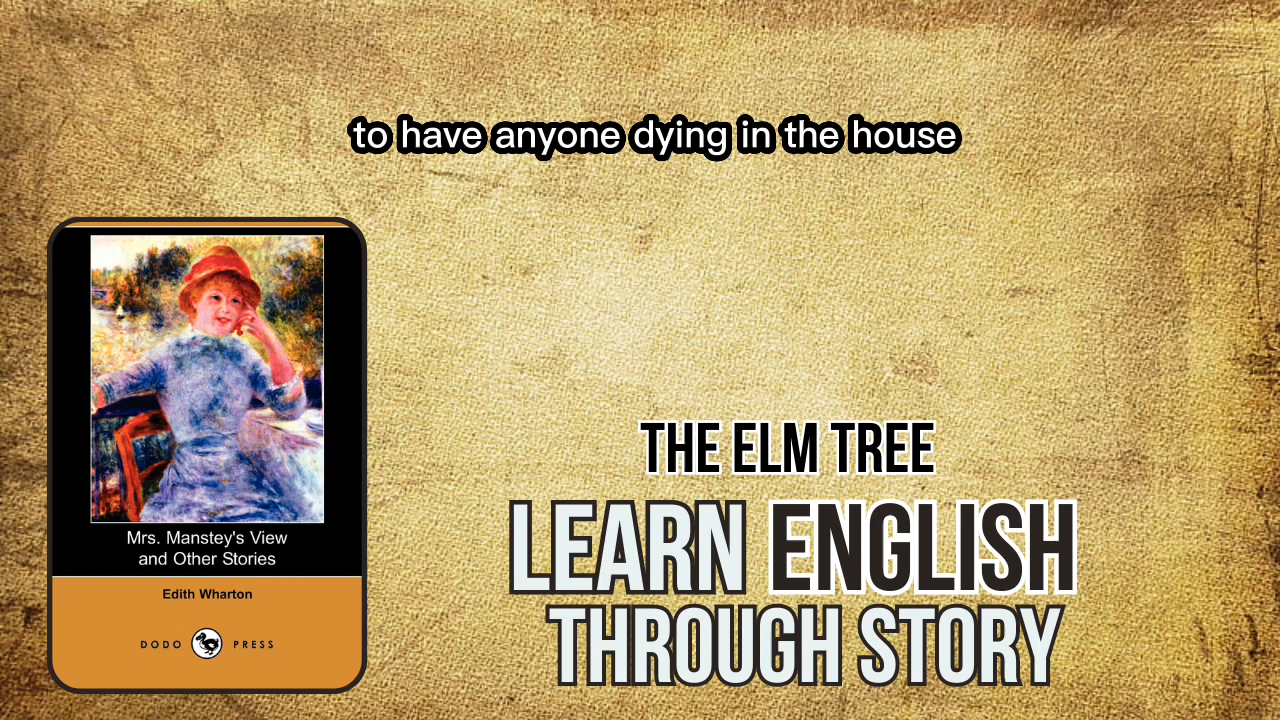 to have anyone dying in the house
Mrs. Manstey's View
and Other Stories
Edith Wharton
DODO PRESS
THE ELM TREE
LEARN ENGLISH
THROUGH STORY